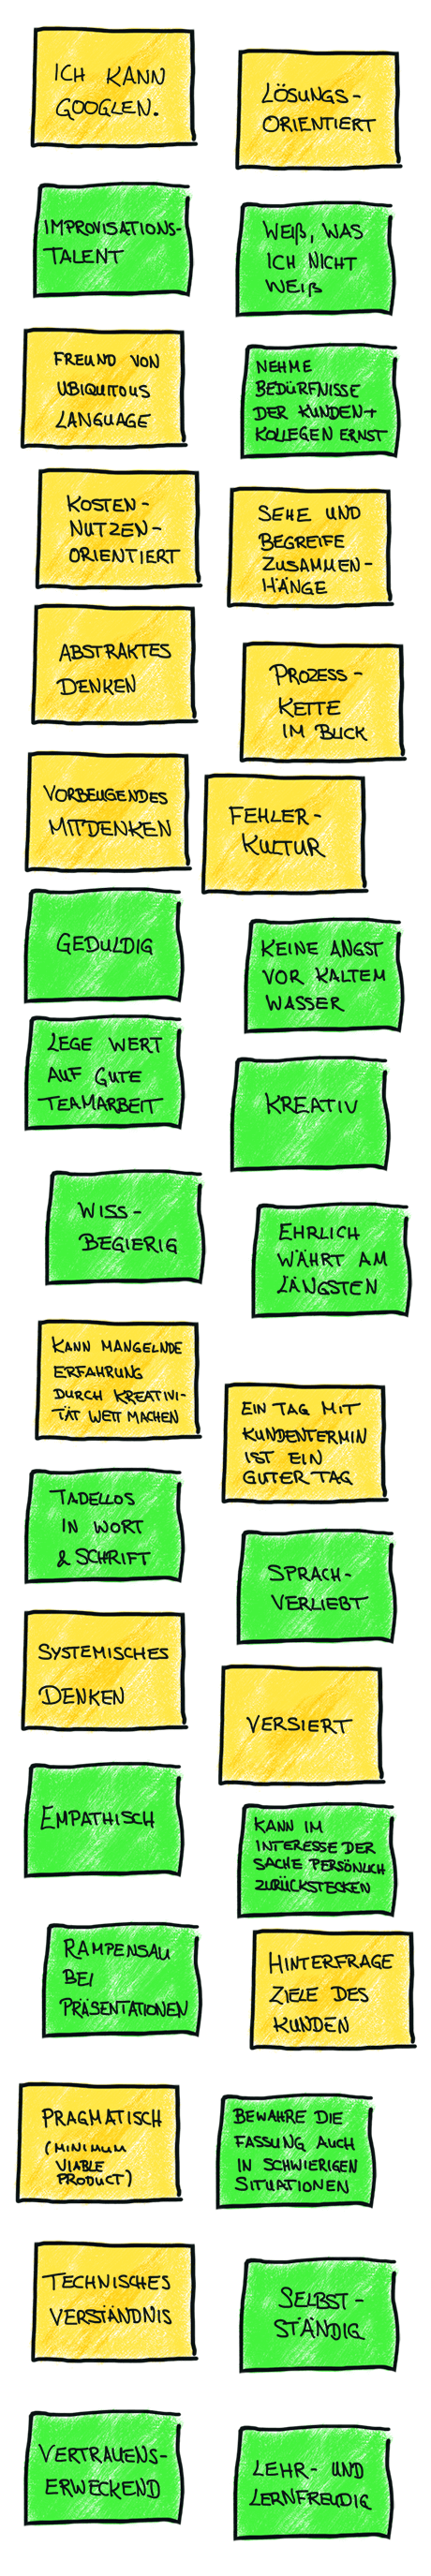 ICH KANN
GOOGLEN.
LÖSUNGS-
ORIENTIERT
IMPROVISATIONS-
TALENT
WEIß, WAS
ICH NICHT
WEIß
FREUND VON
UBIQUITOUS
LANGUAGE
NEHME
BEDÜRFNISSE
DER KUNDEN+
KOLLEGEN ERNST
KOSTEN-
NUTZEN-
ORIENTIERT
SEHE UND
BEGREIFE
ZUSAMMEN-
HÄNGE
ABSTRAKTES
DENKEN
PROZESS-
KETTE
IM BLICK
VORBEUGENDES
MITDENKEN
FEHLER-
KULTUR
GEDULDIG
KEINE ANGST
VOR KALTEM
WASSER
LEGE WERT
AUF GUTE
TEAMARBEIT
KREATIV
WISS-
BEGIERIG
EHRLICH
WÄHRT AM
LÄNGSTEN
KANN MANGELNDE
ERFAHRUNG
DURCH KREATIVI-
TÄT WETT MACHEN
EIN TAG MIT
KUNDENTERMIN
IST EIN
GUTER TAG
TADELLOS
IN WORT
& SCHRIFT
SPRACH-
VERLIEBT
SYSTEMISCHES
DENKEN
VERSIERT
EMPATHISCH
KANN IM
INTERESSE DER
SACHE PERSÖNLICH
ZURÜCKSTECKEN
RAMPENSAU
BEI
PRÄSENTATIONEN
HINTERFRAGE
ZIELE DES
KUNDEN
PRAGMATISCH
(MINIMUM
VIABLE
PRODUCT)
BEWAHRE DIE
FASSUNG AUCH
IN SCHWIERIGEN
SITUATIONEN
TECHNISCHES
VERSTÄNDNIS
SELBST-
STÄNDIG
VERTRAUENS-
ERWECKEND
LEHR- UND
LERNFREUDIG